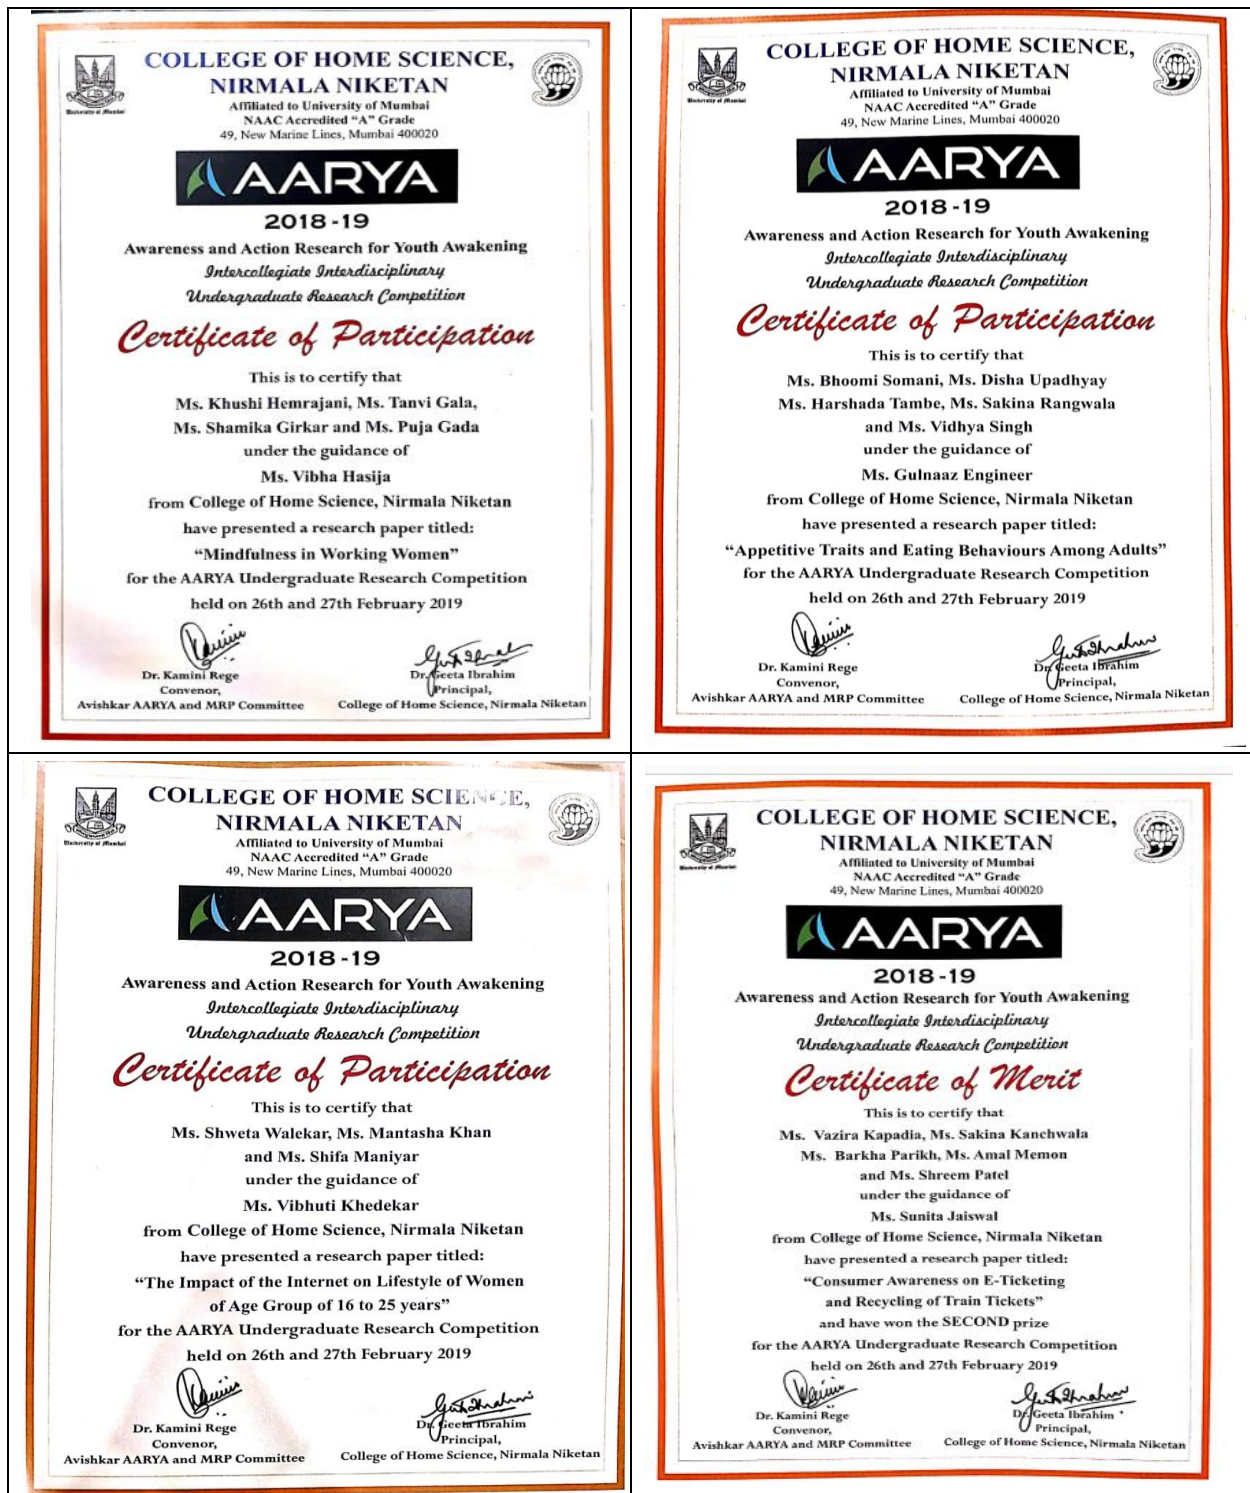 COLLEGE OF HOME SCIENCE,
NIRMALA NIKETAN
Affiliated to University of Mumbai
NAAC Accredited “A” Grade
49, New Marine Lines, Mumbai 400020
University of Mumbai
AARYA
2018-19
Awareness and Action Research for Youth Awakening
Intercollegiate Interdisciplinary
Undergraduate Research Competition
Certificate of Participation
This is to certify that
Ms. Khushi Hemrajani, Ms. Tanvi Gala,
Ms. Shamika Girkar and Ms. Puja Gada
under the guidance of
Ms. Vibha Hasija
from College of Home Science, Nirmala Niketan
have presented a research paper titled:
“Mindfulness in Working Women”
for the AARYA Undergraduate Research Competition
held on 26th and 27th February 2019
Dr. Kamini Rege
Convenor,
Avishkar AARYA and MRP Committee
Dr. Geeta Ibrahim
Principal,
College of Home Science, Nirmala Niketan
COLLEGE OF HOME SCIENCE,
NIRMALA NIKETAN
Affiliated to University of Mumbai
NAAC Accredited “A” Grade
49, New Marine Lines, Mumbai 400020
University of Mumbai
AARYA
2018-19
Awareness and Action Research for Youth Awakening
Intercollegiate Interdisciplinary
Undergraduate Research Competition
Certificate of Participation
This is to certify that
Ms. Bhoomi Somani, Ms. Disha Upadhyay
Ms. Harshada Tambe, Ms. Sakina Rangwala
and Ms. Vidhya Singh
under the guidance of
Ms. Gulnaaz Engineer
from College of Home Science, Nirmala Niketan
have presented a research paper titled:
“Appetitive Traits and Eating Behaviours Among Adults”
for the AARYA Undergraduate Research Competition
held on 26th and 27th February 2019
Dr. Kamini Rege
Convenor,
Avishkar AARYA and MRP Committee
Dr. Geeta Ibrahim
Principal,
College of Home Science, Nirmala Niketan
COLLEGE OF HOME SCIENCE,
NIRMALA NIKETAN
Affiliated to University of Mumbai
NAAC Accredited “A” Grade
49, New Marine Lines, Mumbai 400020
University of Mumbai
AARYA
2018-19
Awareness and Action Research for Youth Awakening
Intercollegiate Interdisciplinary
Undergraduate Research Competition
Certificate of Participation
This is to certify that
Ms. Shweta Walekar, Ms. Mantasha Khan
and Ms. Shifa Maniyar
under the guidance of
Ms. Vibhuti Khedekar
from College of Home Science, Nirmala Niketan
have presented a research paper titled:
“The Impact of the Internet on Lifestyle of Women
of Age Group of 16 to 25 years”
for the AARYA Undergraduate Research Competition
held on 26th and 27th February 2019
Dr. Kamini Rege
Convenor,
Avishkar AARYA and MRP Committee
Dr. Geeta Ibrahim
Principal,
College of Home Science, Nirmala Niketan
COLLEGE OF HOME SCIENCE,
NIRMALA NIKETAN
Affiliated to University of Mumbai
NAAC Accredited “A” Grade
49, New Marine Lines, Mumbai 400020
University of Mumbai
AARYA
2018-19
Awareness and Action Research for Youth Awakening
Intercollegiate Interdisciplinary
Undergraduate Research Competition
Certificate of Merit
This is to certify that
Ms. Vazira Kapadia, Ms. Sakina Kanchwala
Ms. Barkha Parikh, Ms. Amal Memon
and Ms. Shreem Patel
under the guidance of
Ms. Sunita Jaiswal
from College of Home Science, Nirmala Niketan
have presented a research paper titled:
“Consumer Awareness on E-Ticketing
and Recycling of Train Tickets”
and have won the SECOND prize
for the AARYA Undergraduate Research Competition
held on 26th and 27th February 2019
Dr. Kamini Rege
Convenor,
Avishkar AARYA and MRP Committee
Dr. Geeta Ibrahim
Principal,
College of Home Science, Nirmala Niketan